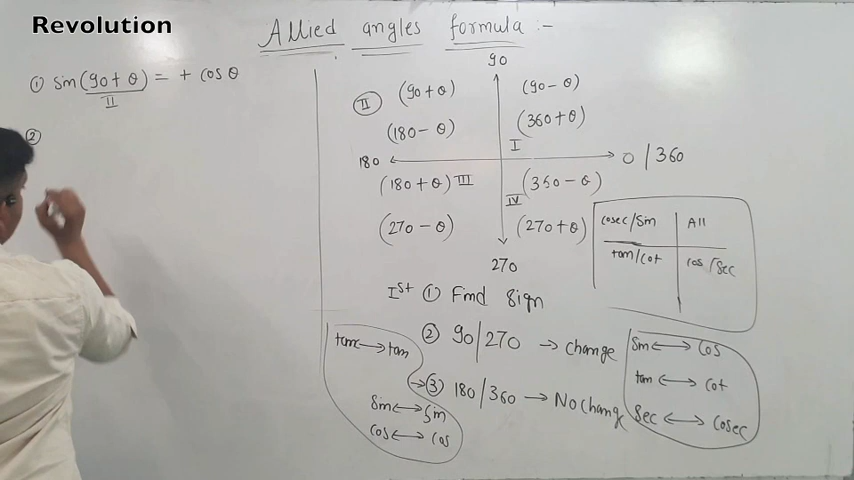 Revolution
Allied angles formula :-
① Sin(90+θ) = + Cosθ
II
②
90
II (90+θ) (90-θ)
(180-θ) (360+θ)
I
180 0/360
(180+θ) III (360-θ)
IV
(270-θ) (270+θ)
270
cosec/Sin All
tan/Cot Cos/Sec
Ist ① Find Sign
② 90/270 → Change
→ ③ 180/360 → No Change
tan ↔ tan
Sin ↔ Sin
Cos ↔ Cos
Sin ↔ Cos
tan ↔ Cot
Sec ↔ Cosec